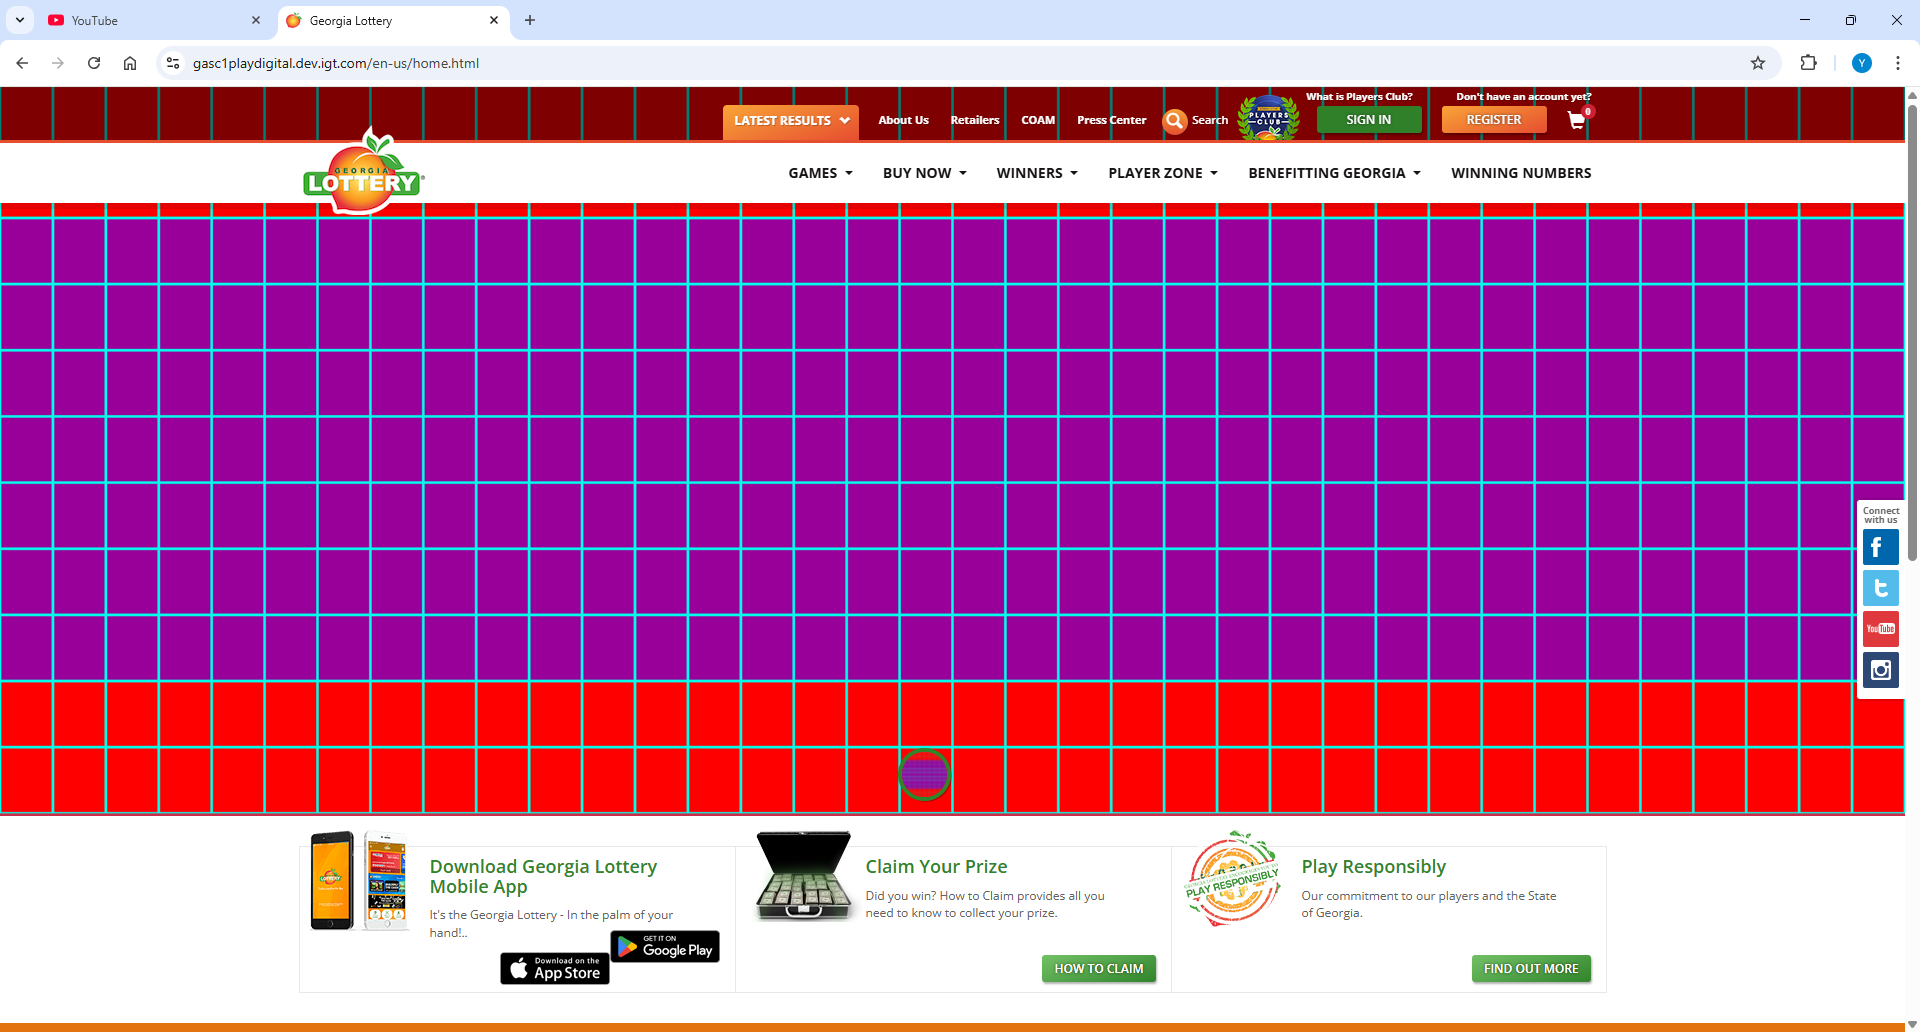 YouTube
Georgia Lottery
gasc1playdigital.dev.igt.com/en-us/home.html
Y
What is Players Club?
Don't have an account yet?
LATEST RESULTS
About Us
Retailers
COAM
Press Center
Search
PLAYERS
CLUB
SIGN IN
REGISTER
0
GEORGIA
LOTTERY
GAMES
BUY NOW
WINNERS
PLAYER ZONE
BENEFITTING GEORGIA
WINNING NUMBERS
Connect
with us
You Tube
Download Georgia Lottery
Mobile App
It's the Georgia Lottery - In the palm of your
hand!..
Download on the
App Store
GET IT ON
Google Play
Claim Your Prize
Did you win? How to Claim provides all you
need to know to collect your prize.
HOW TO CLAIM
PLAY RESPONSIBLY
Play Responsibly
Our commitment to our players and the State
of Georgia.
FIND OUT MORE